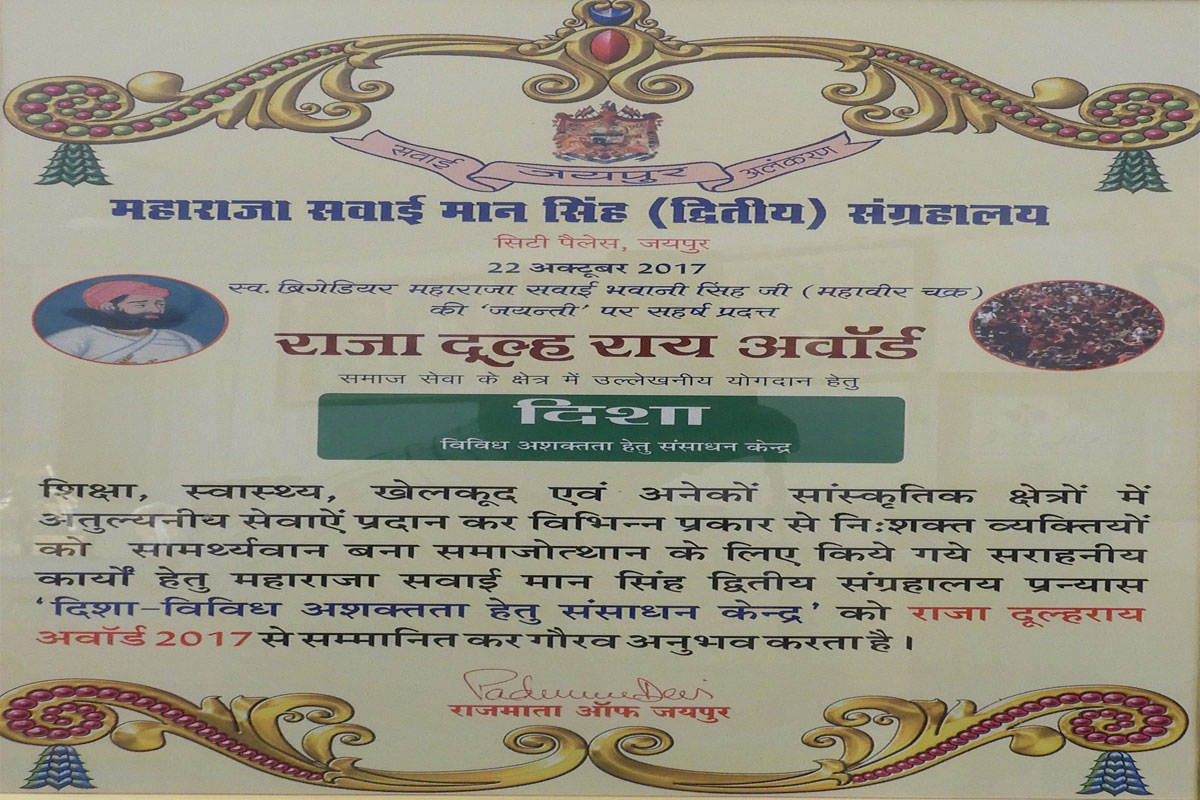 सवाई जयपुर अलंकरण
महाराजा सवाई मान सिंह (द्वितीय) संग्रहालय
सिटी पैलेस, जयपुर
22 अक्टूबर 2017
स्व. ब्रिगेडियर महाराजा सवाई भवानी सिंह जी (महावीर चक्र)
की 'जयन्ती' पर सहर्ष प्रदत्त
राजा दूल्ह राय अवॉर्ड
समाज सेवा के क्षेत्र में उल्लेखनीय योगदान हेतु
दिशा
विविध अशक्तता हेतु संसाधन केन्द्र
शिक्षा, स्वास्थ्य, खेलकूद एवं अनेकों सांस्कृतिक क्षेत्रों में
अतुल्यनीय सेवाऐं प्रदान कर विभिन्न प्रकार से निःशक्त व्यक्तियों
को सामर्थ्यवान बना समाजोत्थान के लिए किये गये सराहनीय
कार्यों हेतु महाराजा सवाई मान सिंह द्वितीय संग्रहालय प्रन्यास
'दिशा-विविध अशक्तता हेतु संसाधन केन्द्र' को राजा दूल्हराय
अवॉर्ड 2017 से सम्मानित कर गौरव अनुभव करता है।
Padmini Devi
राजमाता ऑफ जयपुर